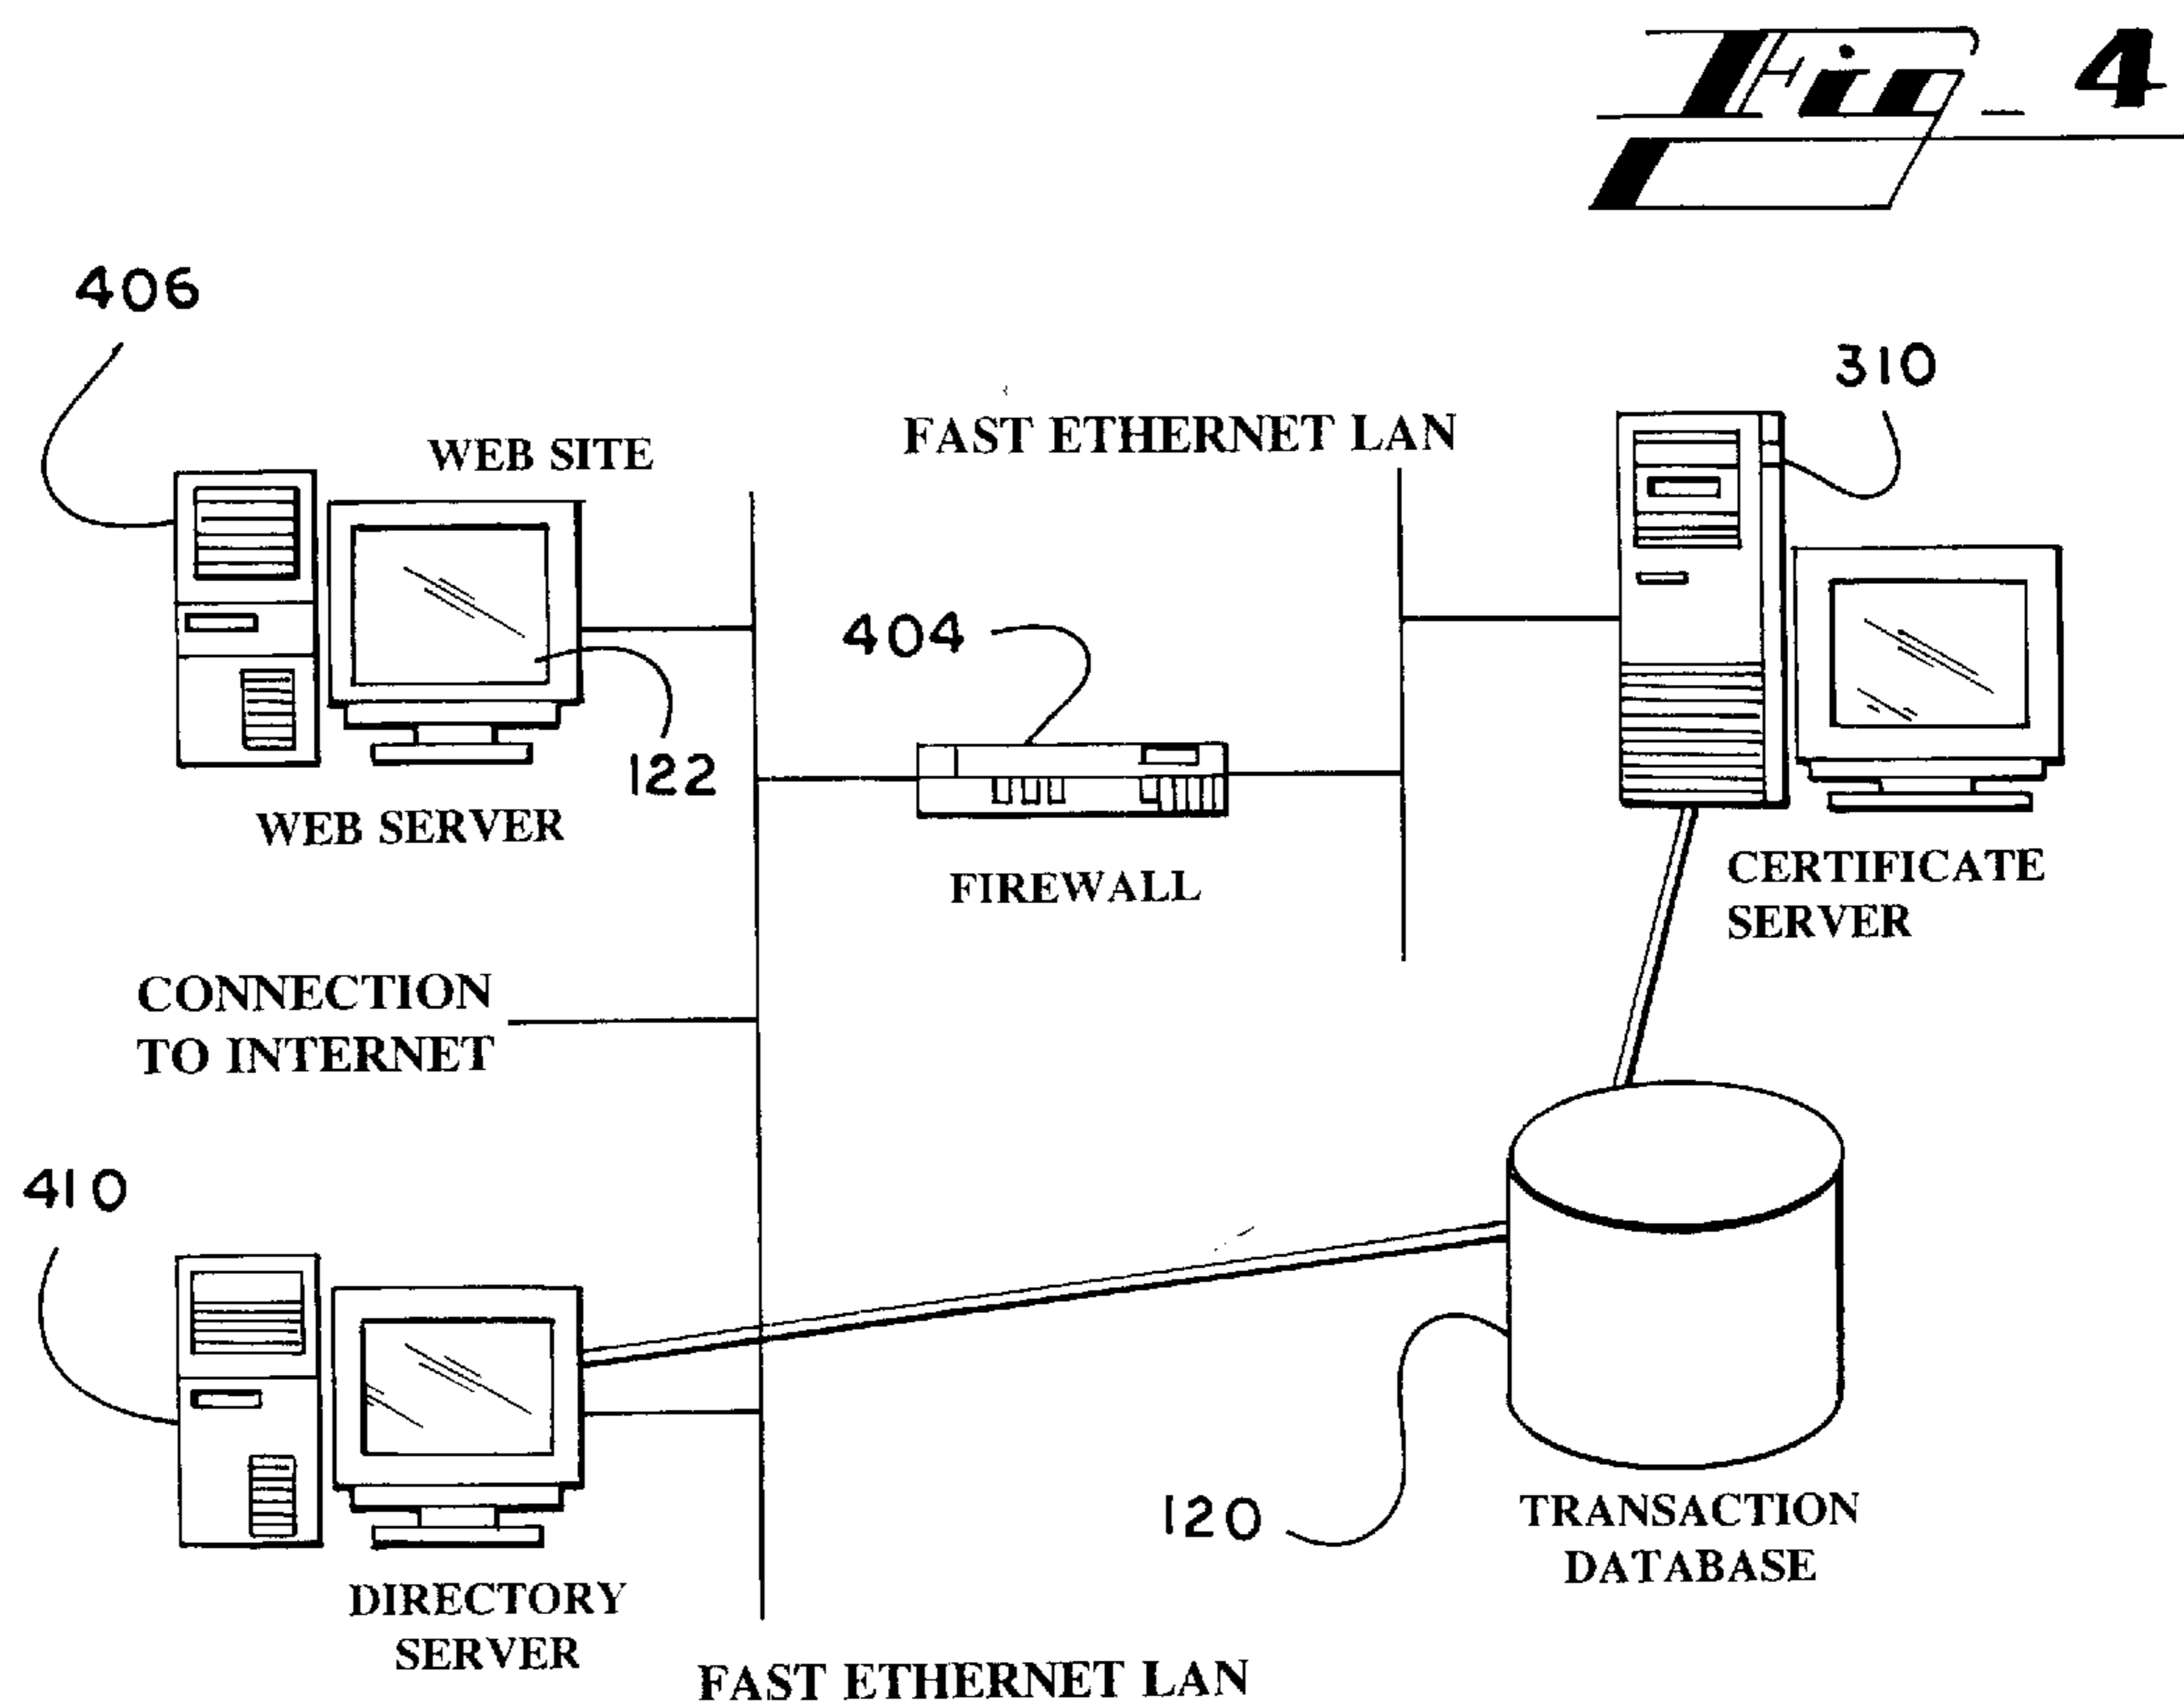 Fig_ 4
406
310
WEB SITE
FAST ETHERNET LAN
404
122
WEB SERVER
FIREWALL
CERTIFICATE
SERVER
CONNECTION
TO INTERNET
410
120
TRANSACTION
DATABASE
DIRECTORY
SERVER
FAST ETHERNET LAN